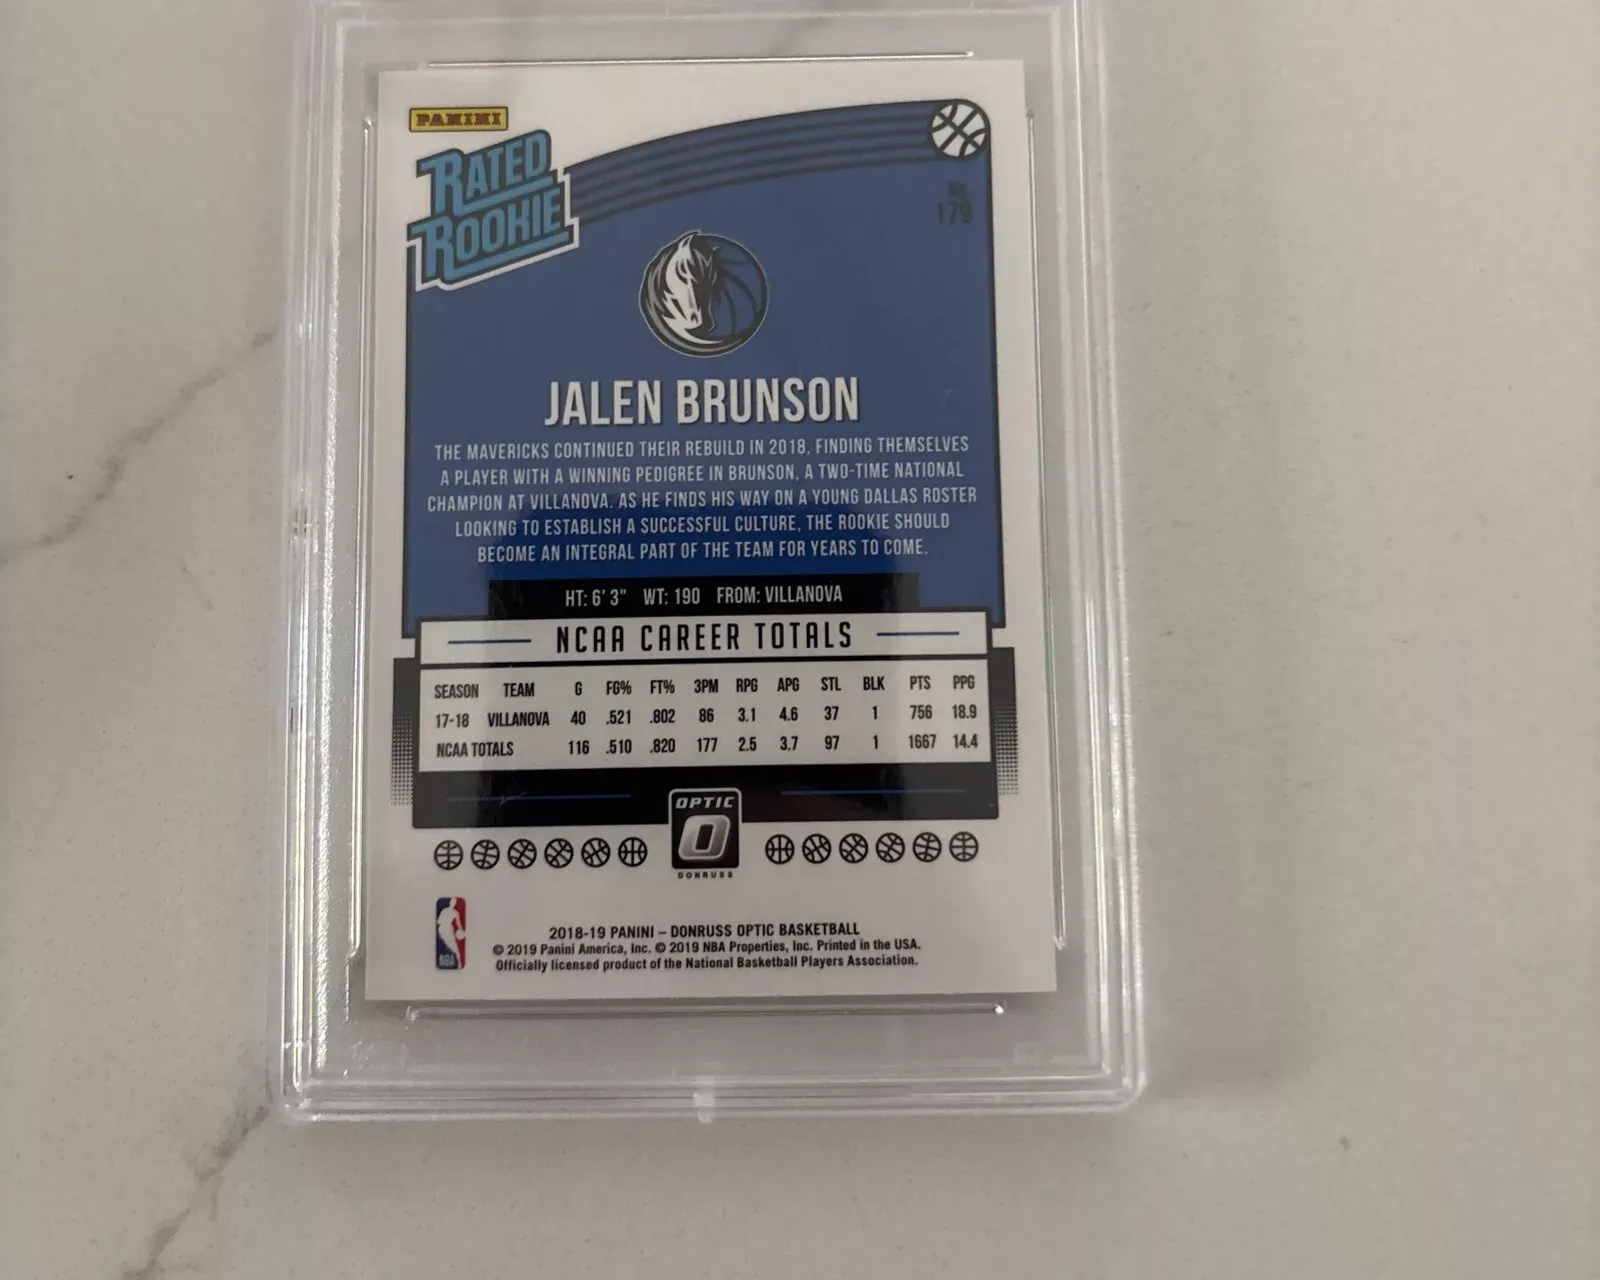 PANINI
RATED
ROOKIE
No.
179
JALEN BRUNSON
THE MAVERICKS CONTINUED THEIR REBUILD IN 2018, FINDING THEMSELVES
A PLAYER WITH A WINNING PEDIGREE IN BRUNSON, A TWO-TIME NATIONAL
CHAMPION AT VILLANOVA. AS HE FINDS HIS WAY ON A YOUNG DALLAS ROSTER
LOOKING TO ESTABLISH A SUCCESSFUL CULTURE, THE ROOKIE SHOULD
BECOME AN INTEGRAL PART OF THE TEAM FOR YEARS TO COME.
HT: 6' 3" WT: 190 FROM: VILLANOVA
NCAA CAREER TOTALS
SEASON TEAM G FG% FT% 3PM RPG APG STL BLK PTS PPG
17-18 VILLANOVA 40 .521 .802 86 3.1 4.6 37 1 756 18.9
NCAA TOTALS 116 .510 .820 177 2.5 3.7 97 1 1667 14.4
OPTIC
DONRUSS
NBA
2018-19 PANINI – DONRUSS OPTIC BASKETBALL
© 2019 Panini America, Inc. © 2019 NBA Properties, Inc. Printed in the USA.
Officially licensed product of the National Basketball Players Association.